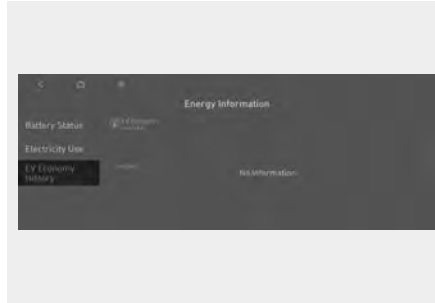 Energy Information
Battery Status
Electricity Use
EV Economy
history
No information